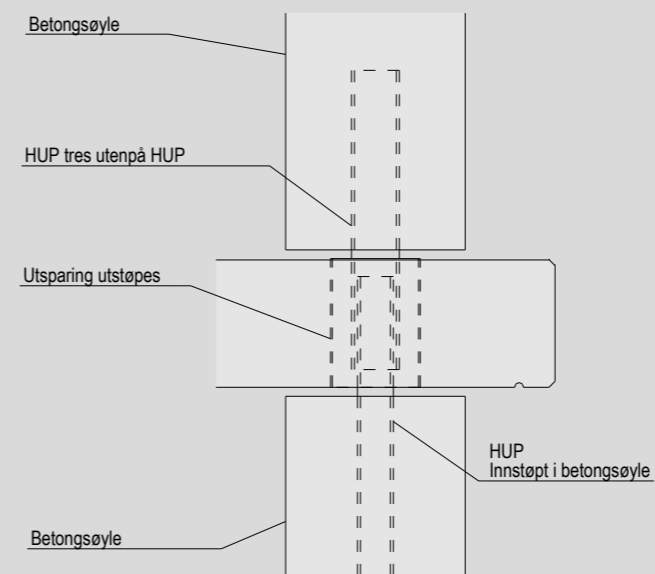 Betongsøyle
HUP tres utenpå HUP
Utsparing utstøpes
HUP
Innstøpt i betongsøyle
Betongsøyle